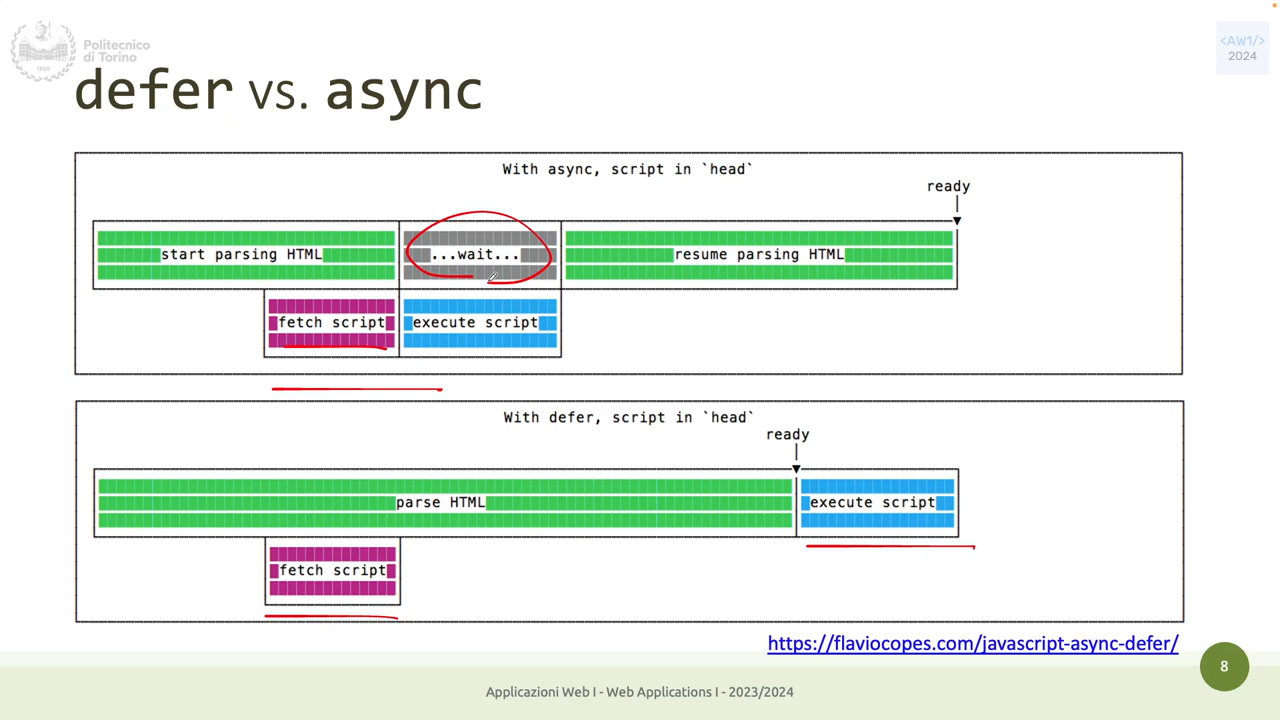 Politecnico
di Torino
1859
<AW1/>
2024
defer vs. async
With async, script in `head`
ready
start parsing HTML
...wait...
resume parsing HTML
fetch script
execute script
With defer, script in `head`
ready
parse HTML
execute script
fetch script
https://flaviocopes.com/javascript-async-defer/
8
Applicazioni Web I - Web Applications I - 2023/2024